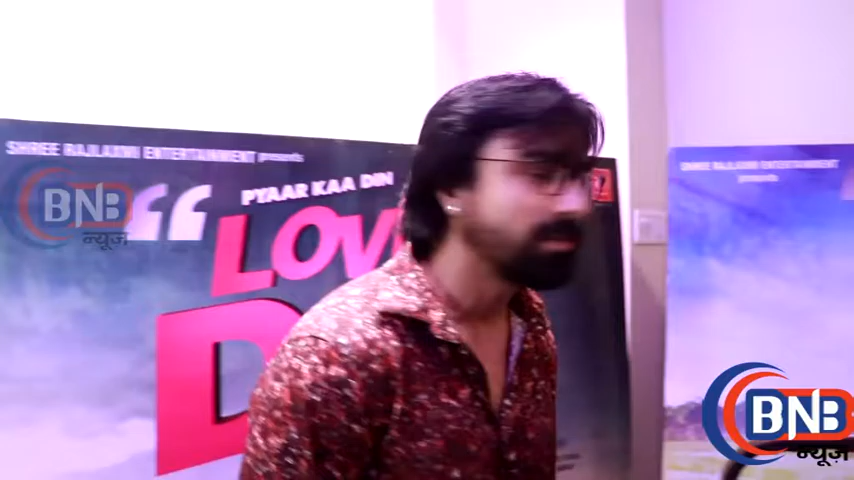 SHREE RAJLAXMI ENTERTAINMENT presents
PYAAR KAA DIN
LOV
D
BNB
न्यूज़
SHREE RAJLAXMI ENTERTAINMENT
presents
BNB
न्यूज़